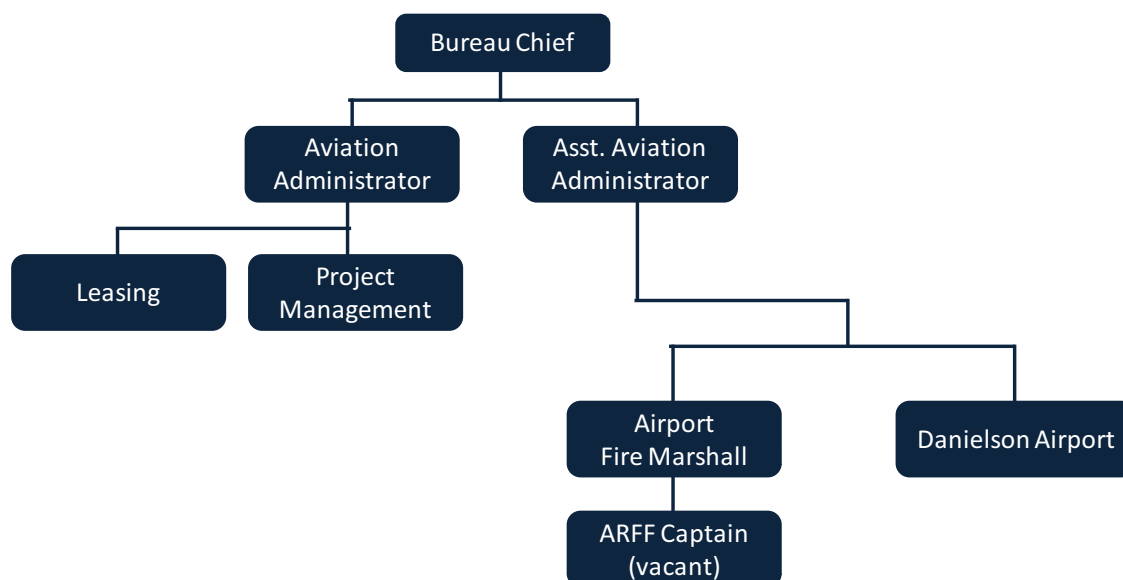 Bureau Chief
Aviation
Administrator
Asst. Aviation
Administrator
Leasing
Project
Management
Airport
Fire Marshall
Danielson Airport
ARFF Captain
(vacant)